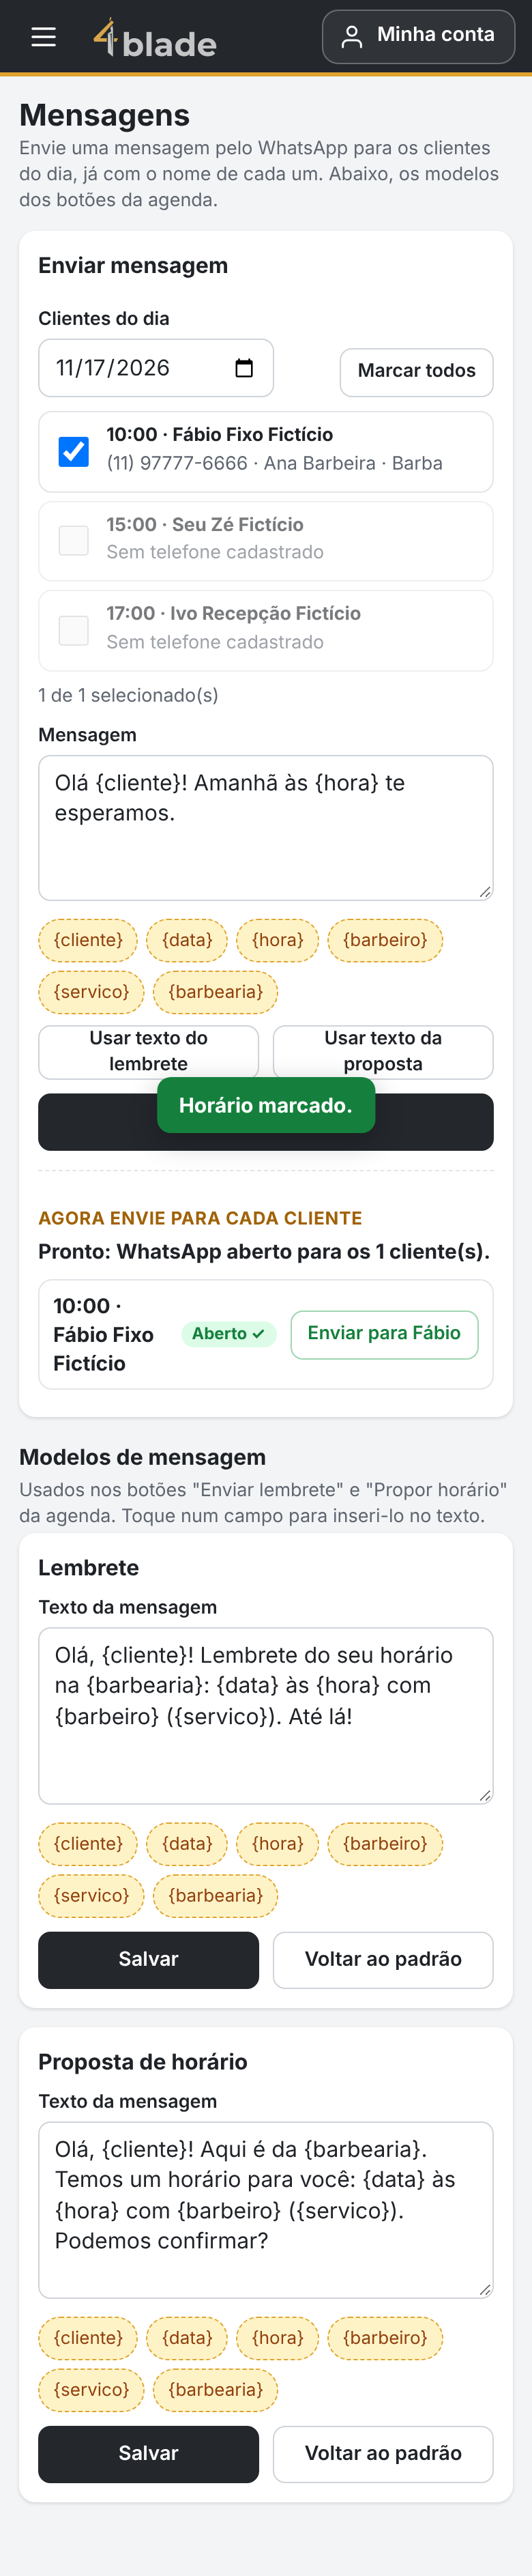 4blade
Minha conta
Mensagens
Envie uma mensagem pelo WhatsApp para os clientes
do dia, já com o nome de cada um. Abaixo, os modelos
dos botões da agenda.
Enviar mensagem
Clientes do dia
11/17/2026
Marcar todos
10:00 · Fábio Fixo Fictício
(11) 97777-6666 · Ana Barbeira · Barba
15:00 · Seu Zé Fictício
Sem telefone cadastrado
17:00 · Ivo Recepção Fictício
Sem telefone cadastrado
1 de 1 selecionado(s)
Mensagem
Olá {cliente}! Amanhã às {hora} te
esperamos.
{cliente} {data} {hora} {barbeiro}
{servico} {barbearia}
Usar texto do
lembrete
Usar texto da
proposta
Horário marcado.
AGORA ENVIE PARA CADA CLIENTE
Pronto: WhatsApp aberto para os 1 cliente(s).
10:00 ·
Fábio Fixo
Fictício
Aberto ✓
Enviar para Fábio
Modelos de mensagem
Usados nos botões "Enviar lembrete" e "Propor horário"
da agenda. Toque num campo para inseri-lo no texto.
Lembrete
Texto da mensagem
Olá, {cliente}! Lembrete do seu horário
na {barbearia}: {data} às {hora} com
{barbeiro} ({servico}). Até lá!
{cliente} {data} {hora} {barbeiro}
{servico} {barbearia}
Salvar
Voltar ao padrão
Proposta de horário
Texto da mensagem
Olá, {cliente}! Aqui é da {barbearia}.
Temos um horário para você: {data} às
{hora} com {barbeiro} ({servico}).
Podemos confirmar?
{cliente} {data} {hora} {barbeiro}
{servico} {barbearia}
Salvar
Voltar ao padrão